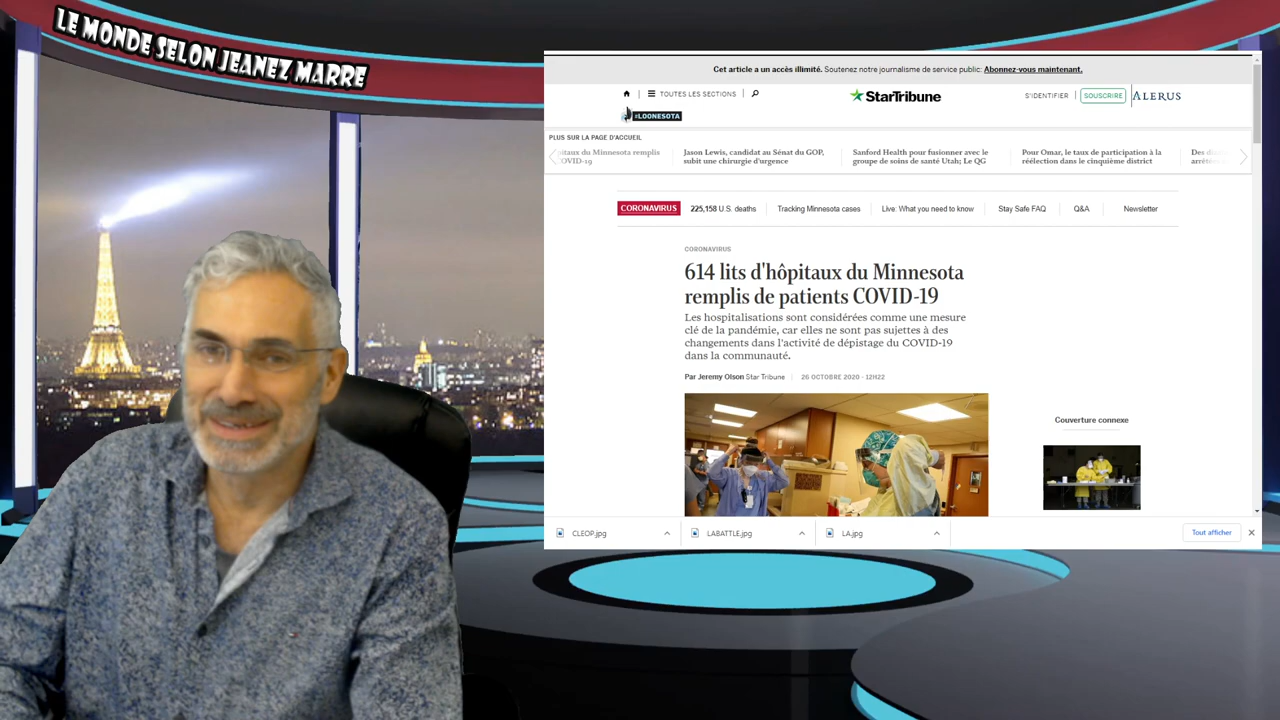 LE MONDE SELON JEANEZ MARRE
Cet article a un accès illimité. Soutenez notre journalisme de service public: Abonnez-vous maintenant.
TOUTES LES SECTIONS
StarTribune
S'IDENTIFIER
SOUSCRIRE
ALERUS
#LOONESOTA
PLUS SUR LA PAGE D'ACCUEIL
itaux du Minnesota remplis
OVID-19
Jason Lewis, candidat au Sénat du GOP,
subit une chirurgie d'urgence
Sanford Health pour fusionner avec le
groupe de soins de santé Utah; Le QG
Pour Omar, le taux de participation à la
réélection dans le cinquième district
Des
CORONAVIRUS
225,158 U.S. deaths
Tracking Minnesota cases
Live: What you need to know
Stay Safe FAQ
Q&A
Newsletter
CORONAVIRUS
614 lits d'hôpitaux du Minnesota
remplis de patients COVID-19
Les hospitalisations sont considérées comme une mesure
clé de la pandémie, car elles ne sont pas sujettes à des
changements dans l'activité de dépistage du COVID-19
dans la communauté.
Par Jeremy Olson Star Tribune
26 OCTOBRE 2020 - 12H22
Couverture connexe
CLEOP.jpg
LABATTLE.jpg
LA.jpg
Tout afficher